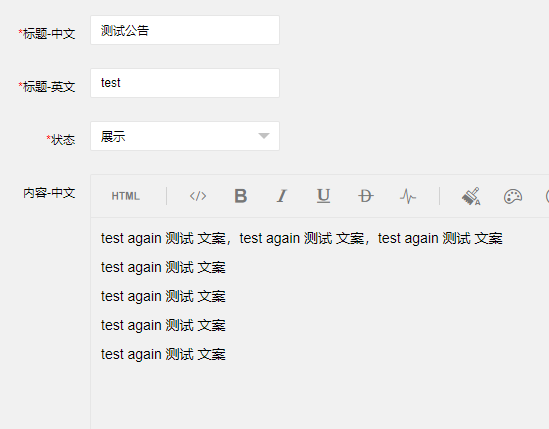 *标题-中文 测试公告
*标题-英文 test
*状态 展示
内容-中文 HTML </> B I U D
test again 测试 文案，test again 测试 文案，test again 测试 文案
test again 测试 文案
test again 测试 文案
test again 测试 文案
test again 测试 文案